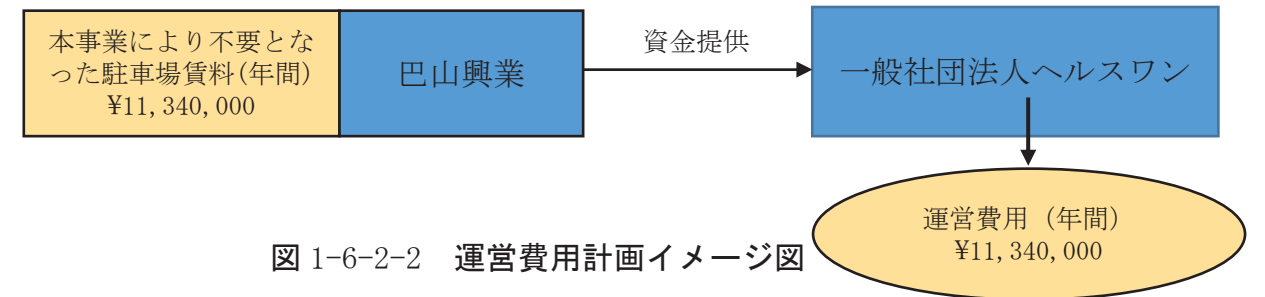 本事業により不要とな
った駐車場賃料(年間)
¥11,340,000
巴山興業
資金提供
一般社団法人ヘルスワン
運営費用（年間）
¥11,340,000
図 1-6-2-2　運営費用計画イメージ図